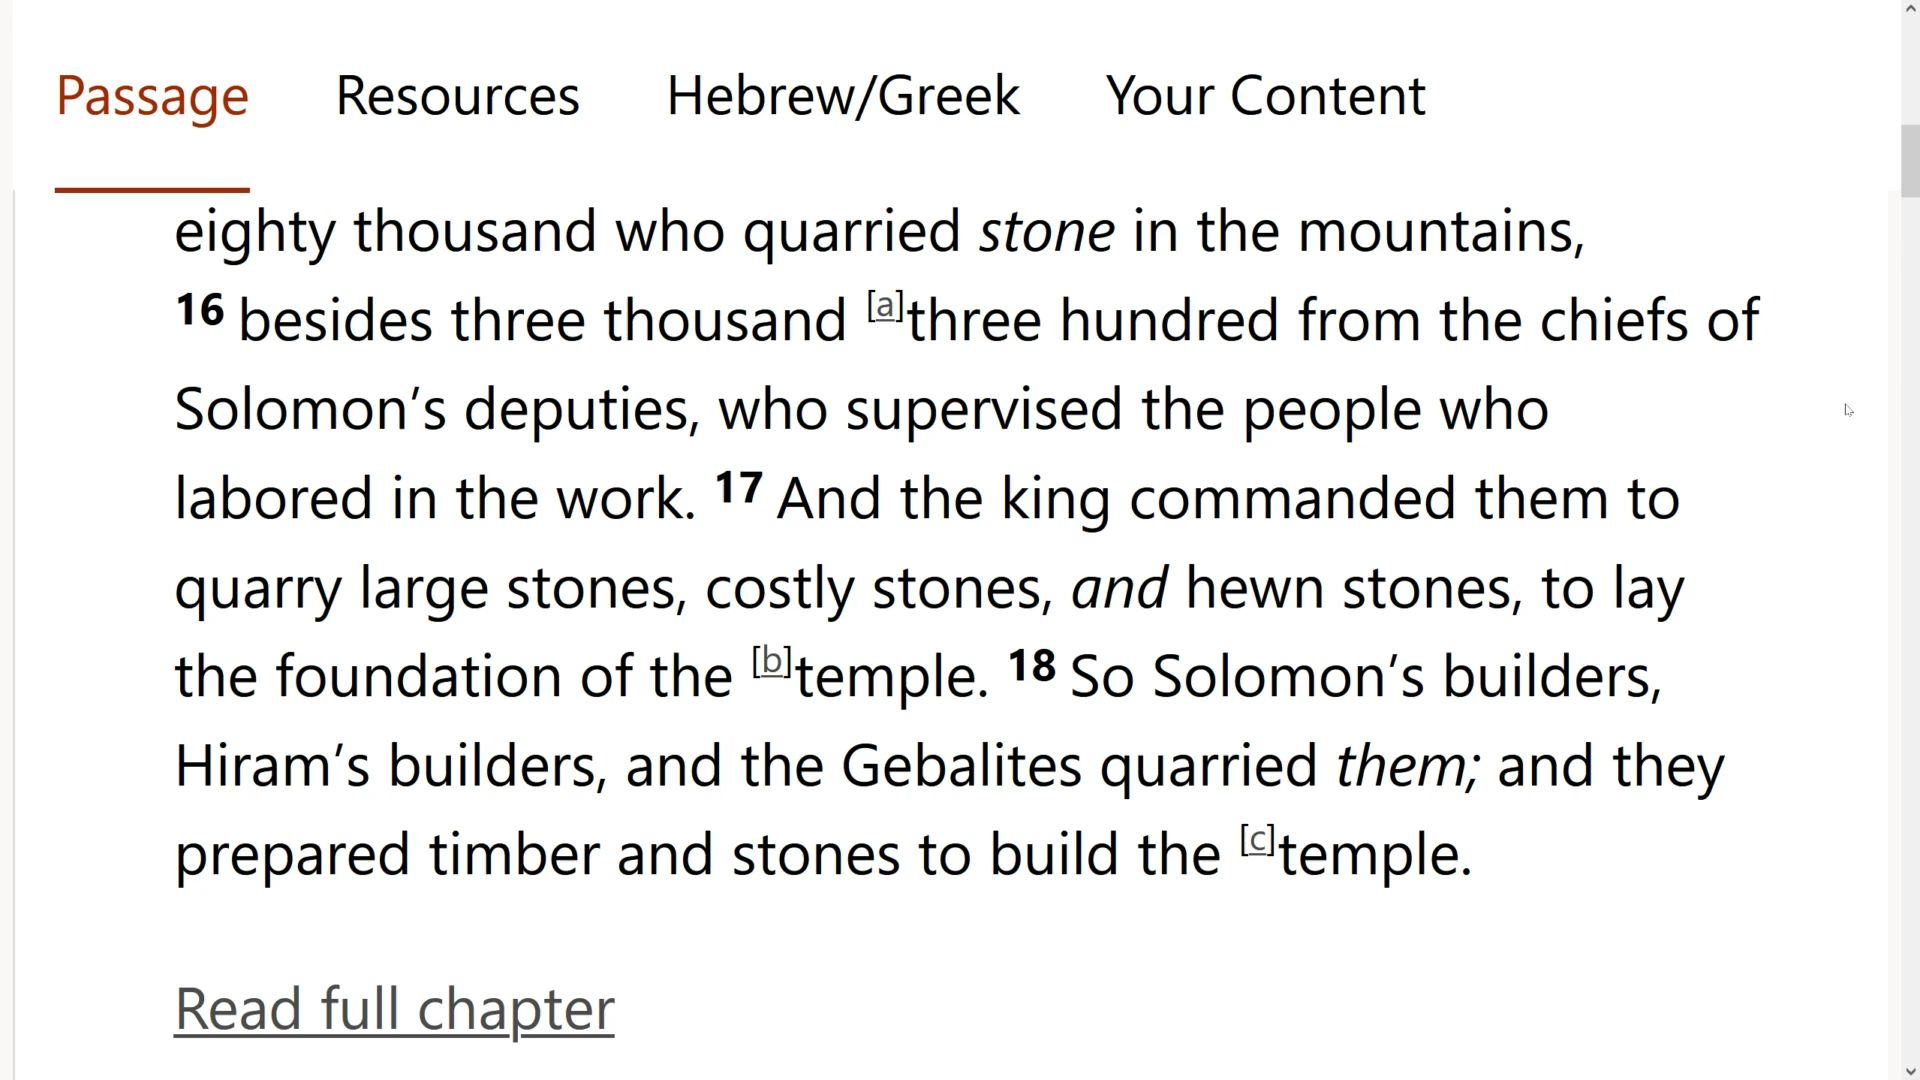 Passage Resources Hebrew/Greek Your Content
eighty thousand who quarried stone in the mountains,
16 besides three thousand [a]three hundred from the chiefs of
Solomon’s deputies, who supervised the people who
labored in the work. 17 And the king commanded them to
quarry large stones, costly stones, and hewn stones, to lay
the foundation of the [b]temple. 18 So Solomon’s builders,
Hiram’s builders, and the Gebalites quarried them; and they
prepared timber and stones to build the [c]temple.
Read full chapter